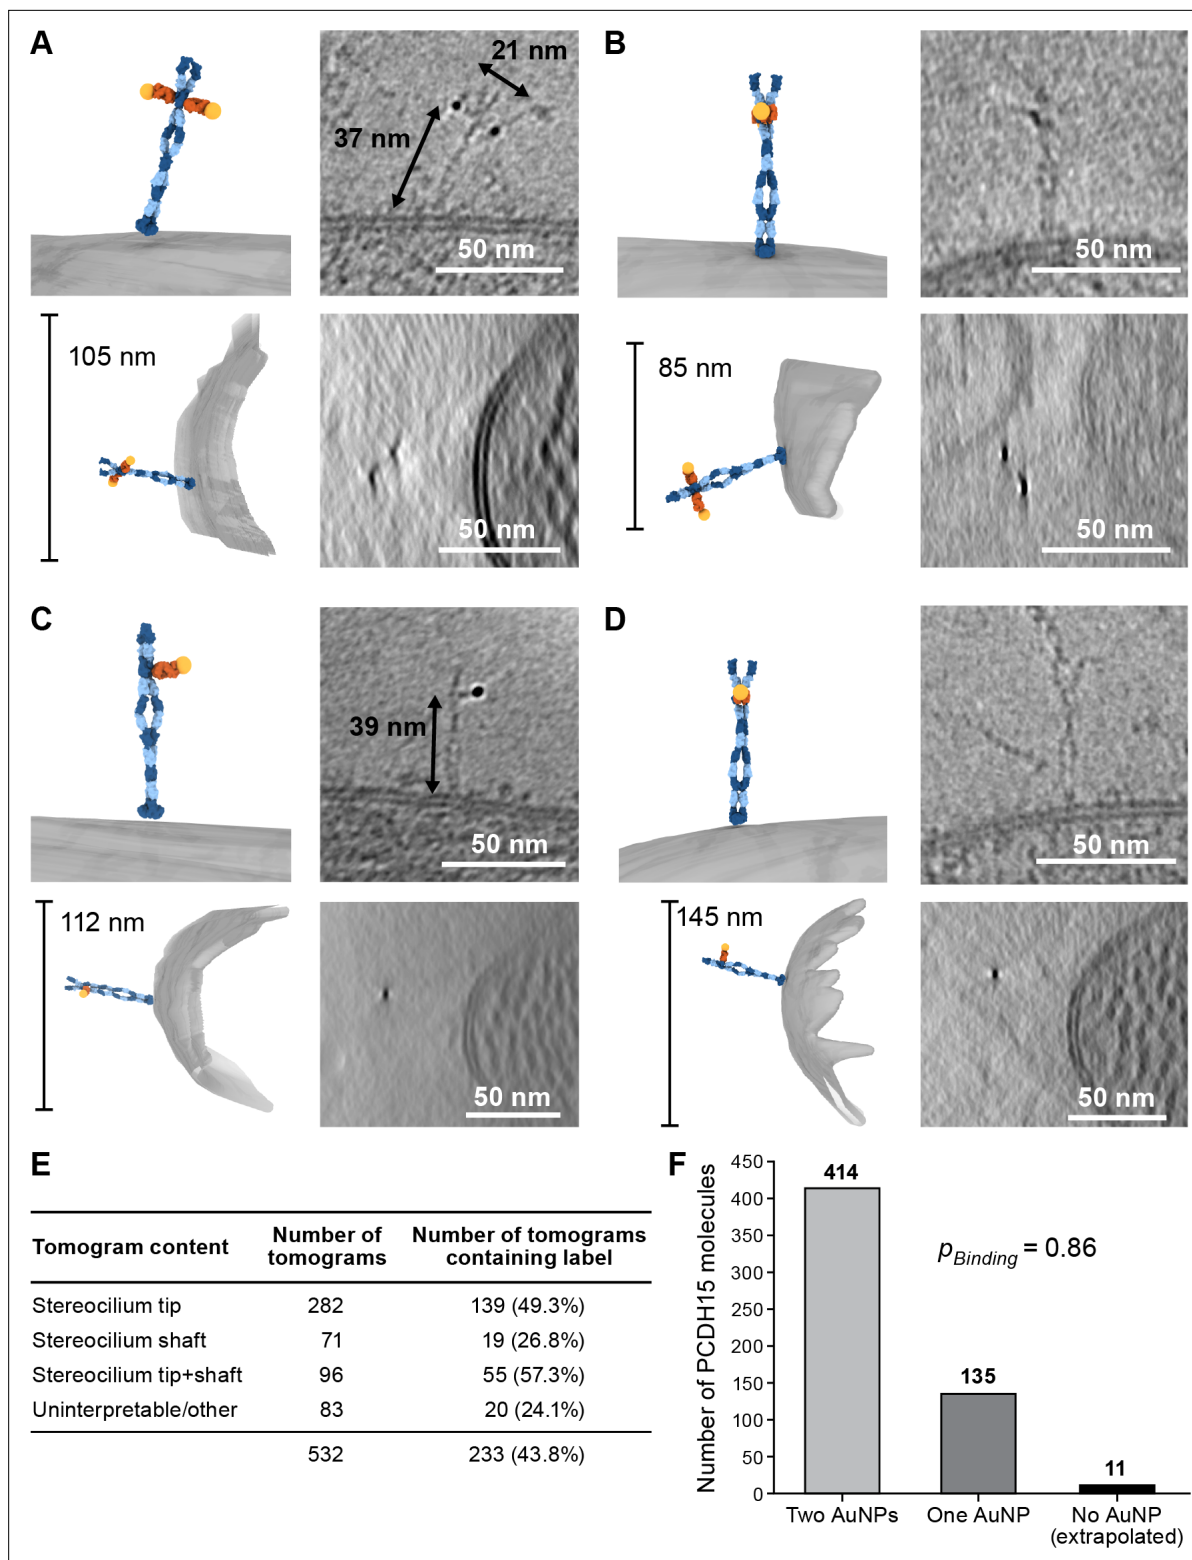 A
21 nm
37 nm
50 nm
B
50 nm
105 nm
50 nm
85 nm
50 nm
C
39 nm
50 nm
D
50 nm
112 nm
50 nm
145 nm
50 nm
E
Tomogram content Number of tomograms Number of tomograms containing label
Stereocilium tip 282 139 (49.3%)
Stereocilium shaft 71 19 (26.8%)
Stereocilium tip+shaft 96 55 (57.3%)
Uninterpretable/other 83 20 (24.1%)
532 233 (43.8%)
F
Number of PCDH15 molecules
450
400
350
300
250
200
150
100
50
0
414
135
11
pBinding = 0.86
Two AuNPs
One AuNP
No AuNP
(extrapolated)